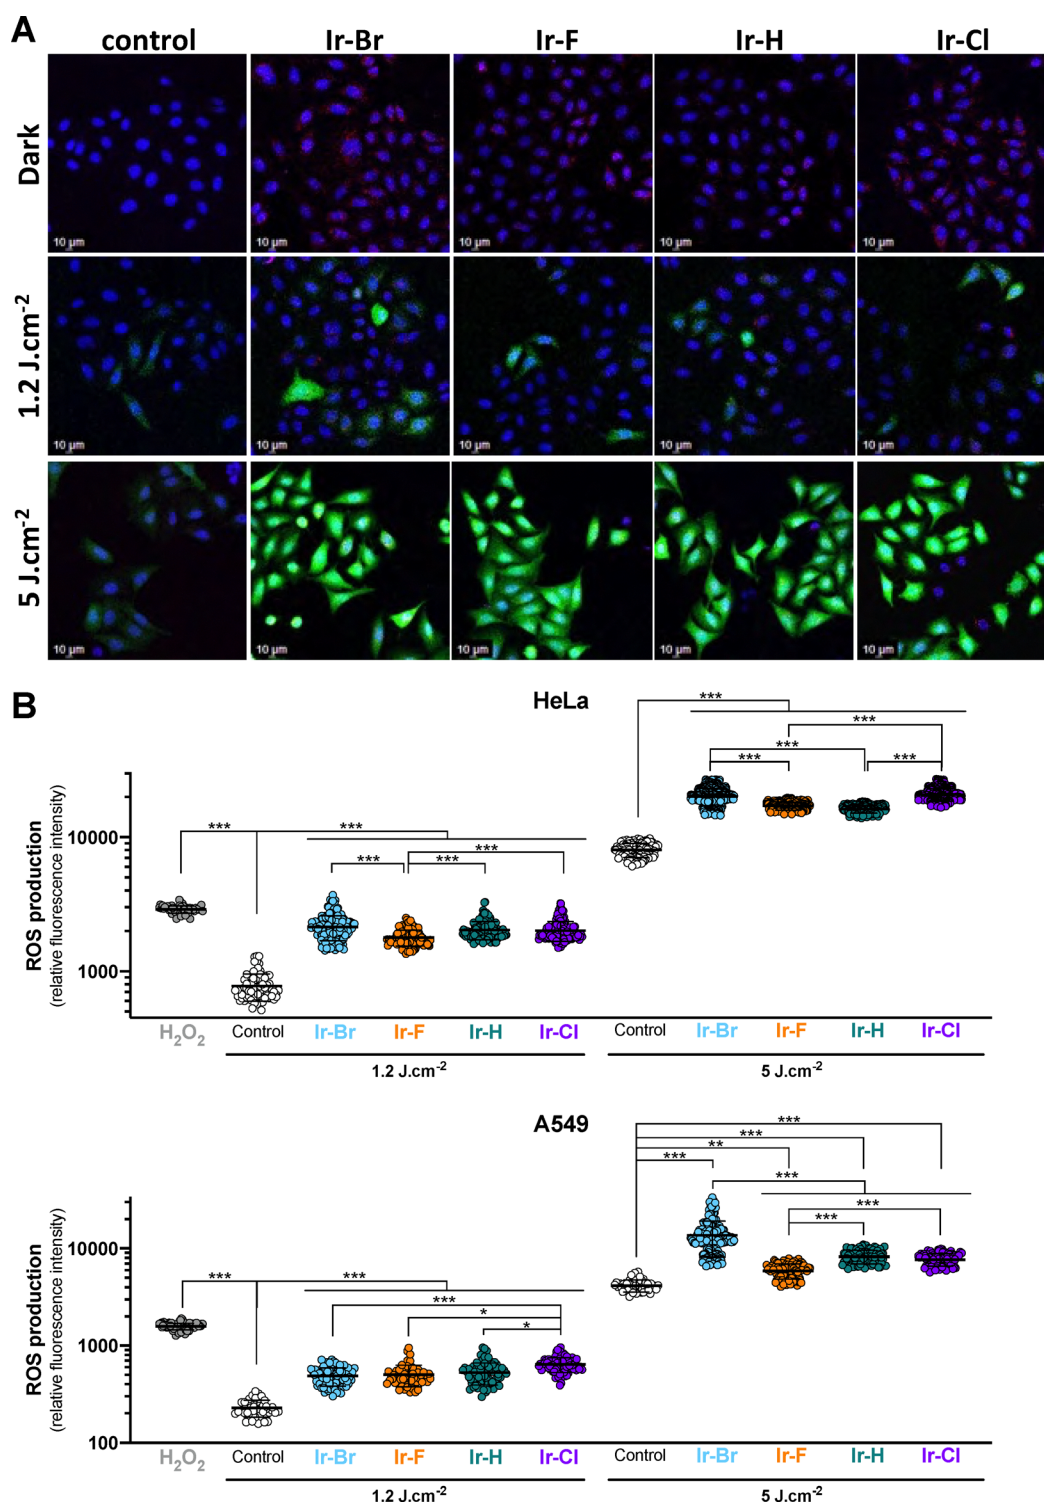 A
control Ir-Br Ir-F Ir-H Ir-Cl
Dark
10 µm 10 µm 10 µm 10 µm 10 µm
1.2 J.cm⁻²
10 µm 10 µm 10 µm 10 µm 10 µm
5 J.cm⁻²
10 µm 10 µm 10 µm 10 µm 10 µm
B
HeLa
*** *** *** *** ***
*** *** *** *** ***
ROS production
(relative fluorescence intensity)
10000
1000
H₂O₂ Control Ir-Br Ir-F Ir-H Ir-Cl Control Ir-Br Ir-F Ir-H Ir-Cl
1.2 J.cm⁻² 5 J.cm⁻²
A549
***
***
**
***
***
***
***
*** ***
***
*
*
ROS production
(relative fluorescence intensity)
10000
1000
100
H₂O₂ Control Ir-Br Ir-F Ir-H Ir-Cl Control Ir-Br Ir-F Ir-H Ir-Cl
1.2 J.cm⁻² 5 J.cm⁻²